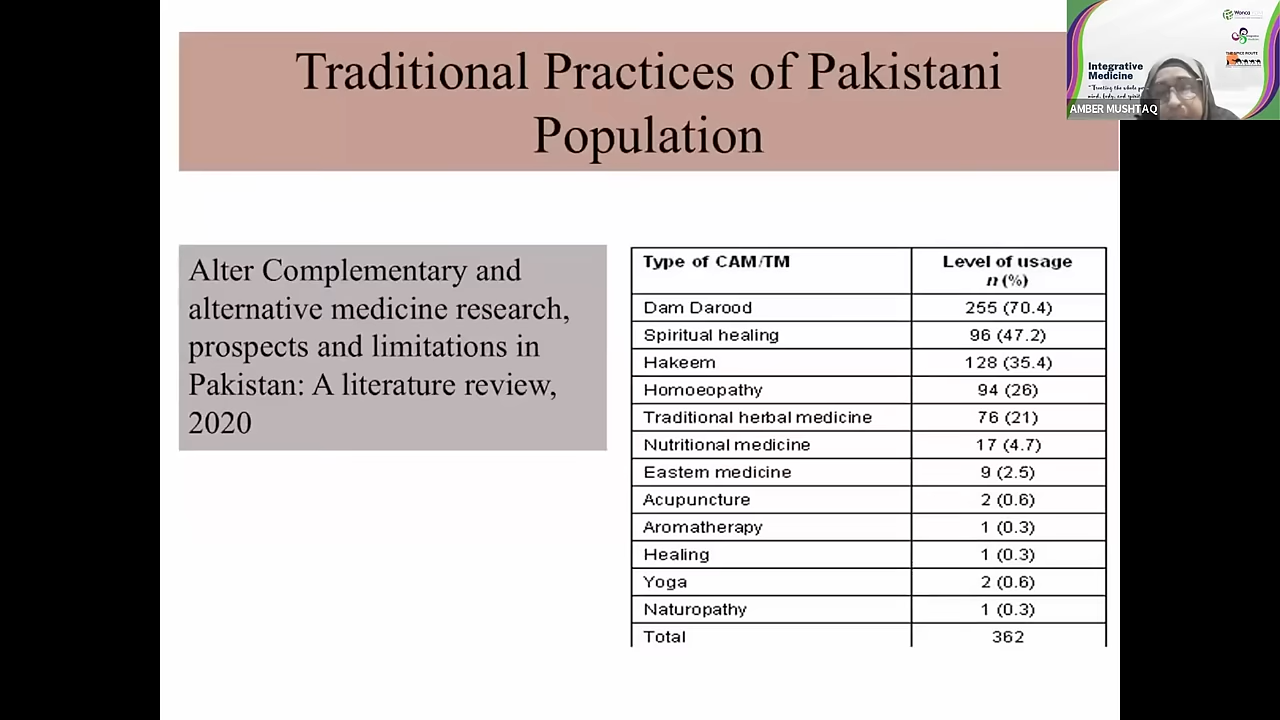 Traditional Practices of Pakistani
Population
Wonca
Integrative
Medicine
AMBER MUSHTAQ
Alter Complementary and
alternative medicine research,
prospects and limitations in
Pakistan: A literature review,
2020
Type of CAM/TM Level of usage
n (%)
Dam Darood 255 (70.4)
Spiritual healing 96 (47.2)
Hakeem 128 (35.4)
Homoeopathy 94 (26)
Traditional herbal medicine 76 (21)
Nutritional medicine 17 (4.7)
Eastern medicine 9 (2.5)
Acupuncture 2 (0.6)
Aromatherapy 1 (0.3)
Healing 1 (0.3)
Yoga 2 (0.6)
Naturopathy 1 (0.3)
Total 362